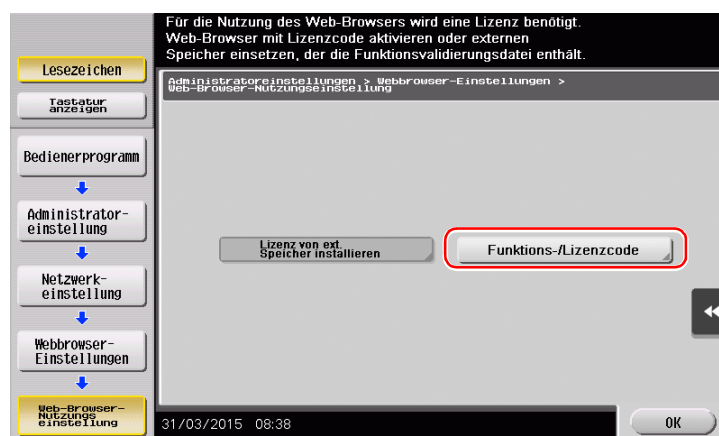 Für die Nutzung des Web-Browsers wird eine Lizenz benötigt.
Web-Browser mit Lizenzcode aktivieren oder externen
Speicher einsetzen, der die Funktionsvalidierungsdatei enthält.
Lesezeichen
Tastatur
anzeigen
Bedienerprogramm
Administrator-
einstellung
Netzwerk-
einstellung
Webbrowser-
Einstellungen
Web-Browser-
Nutzungs
einstellung
Administratoreinstellungen > Webbrowser-Einstellungen >
Web-Browser-Nutzungseinstellung
Lizenz von ext.
Speicher installieren
Funktions-/Lizenzcode
31/03/2015 08:38
OK